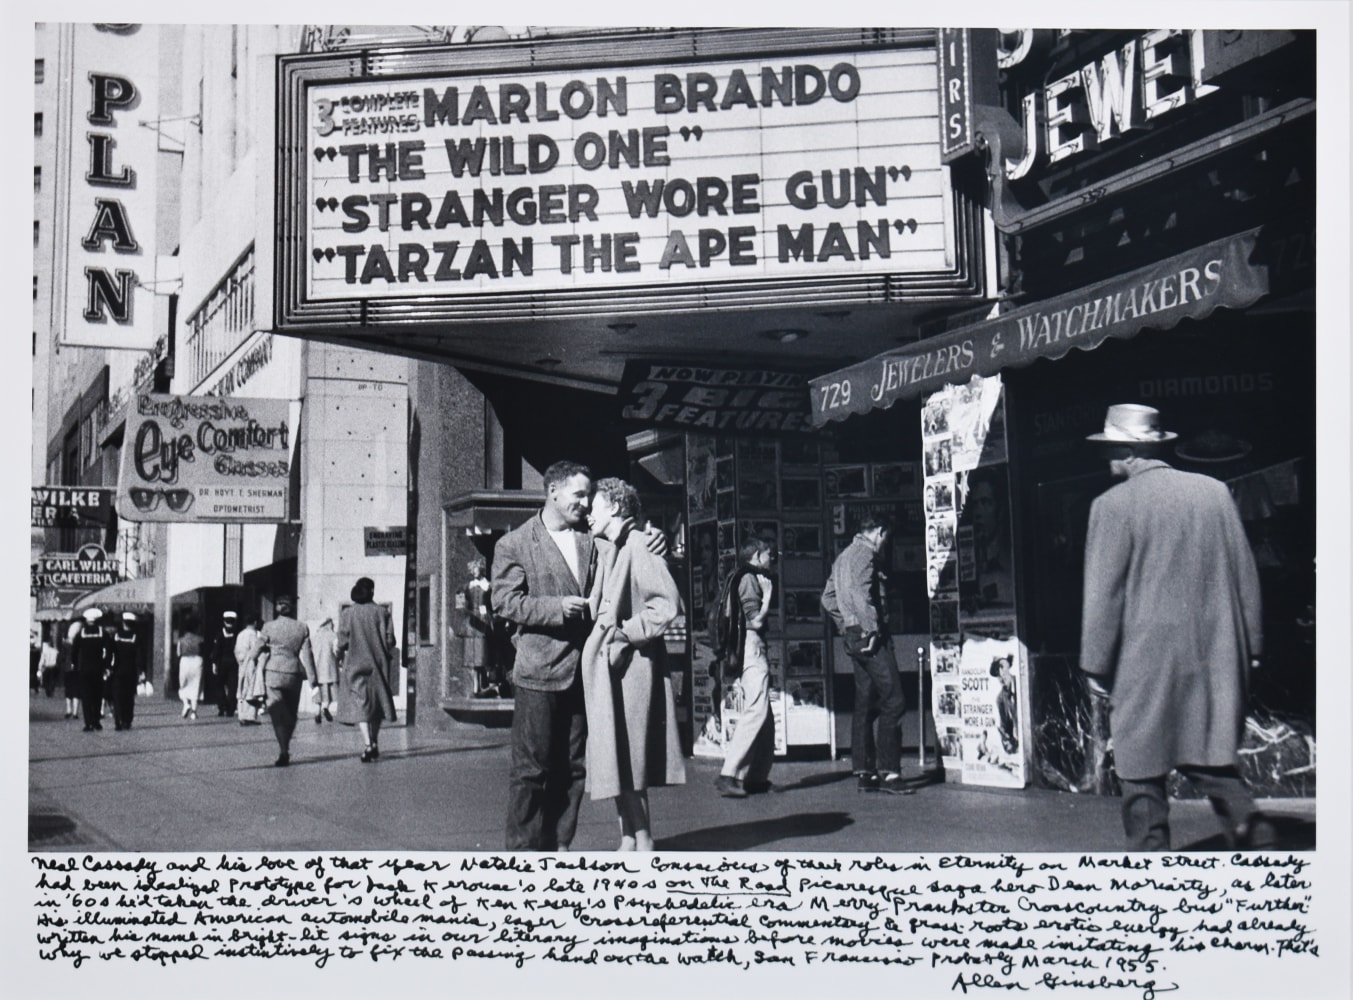 PLAN
3 COMPLETE FEATURES MARLON BRANDO
"THE WILD ONE"
"STRANGER WORE GUN"
"TARZAN THE APE MAN"
IRS
JEWEL
729 JEWELERS & WATCHMAKERS
NOW PLAYIN
3 BIG
FEATURES
DIAMONDS
COMPANY
UP-TO
Eye Comfort
Glasses
DR. HOYT E SHERMAN
OPTOMETRIST
WILKE
CARL WILKE
CAFETERIA
711
RANDOLPH
SCOTT
STRANGER
WORE A GUN
Neal Cassady and his love of that year Natalie Jackson conscious of their roles in Eternity on Market Street. Cassady
had been idealized prototype for Jack Kerouac's late 1940s On The Road Picaresque saga hero Dean Moriarty, as later
in '60s he'd taken the driver's wheel of Ken Kesey's Psychedelic era Merry Prankster Crosscountry bus "Further."
His illuminated American automobile mania, eager crossreferential commentary & grass-roots erotic energy had already
written his name in bright-lit signs in our literary imaginations before movies were made imitating his charm. That's
why we stopped instinctively to fix the passing hand on the watch, San Francisco Probably March 1955.
Allen Ginsberg